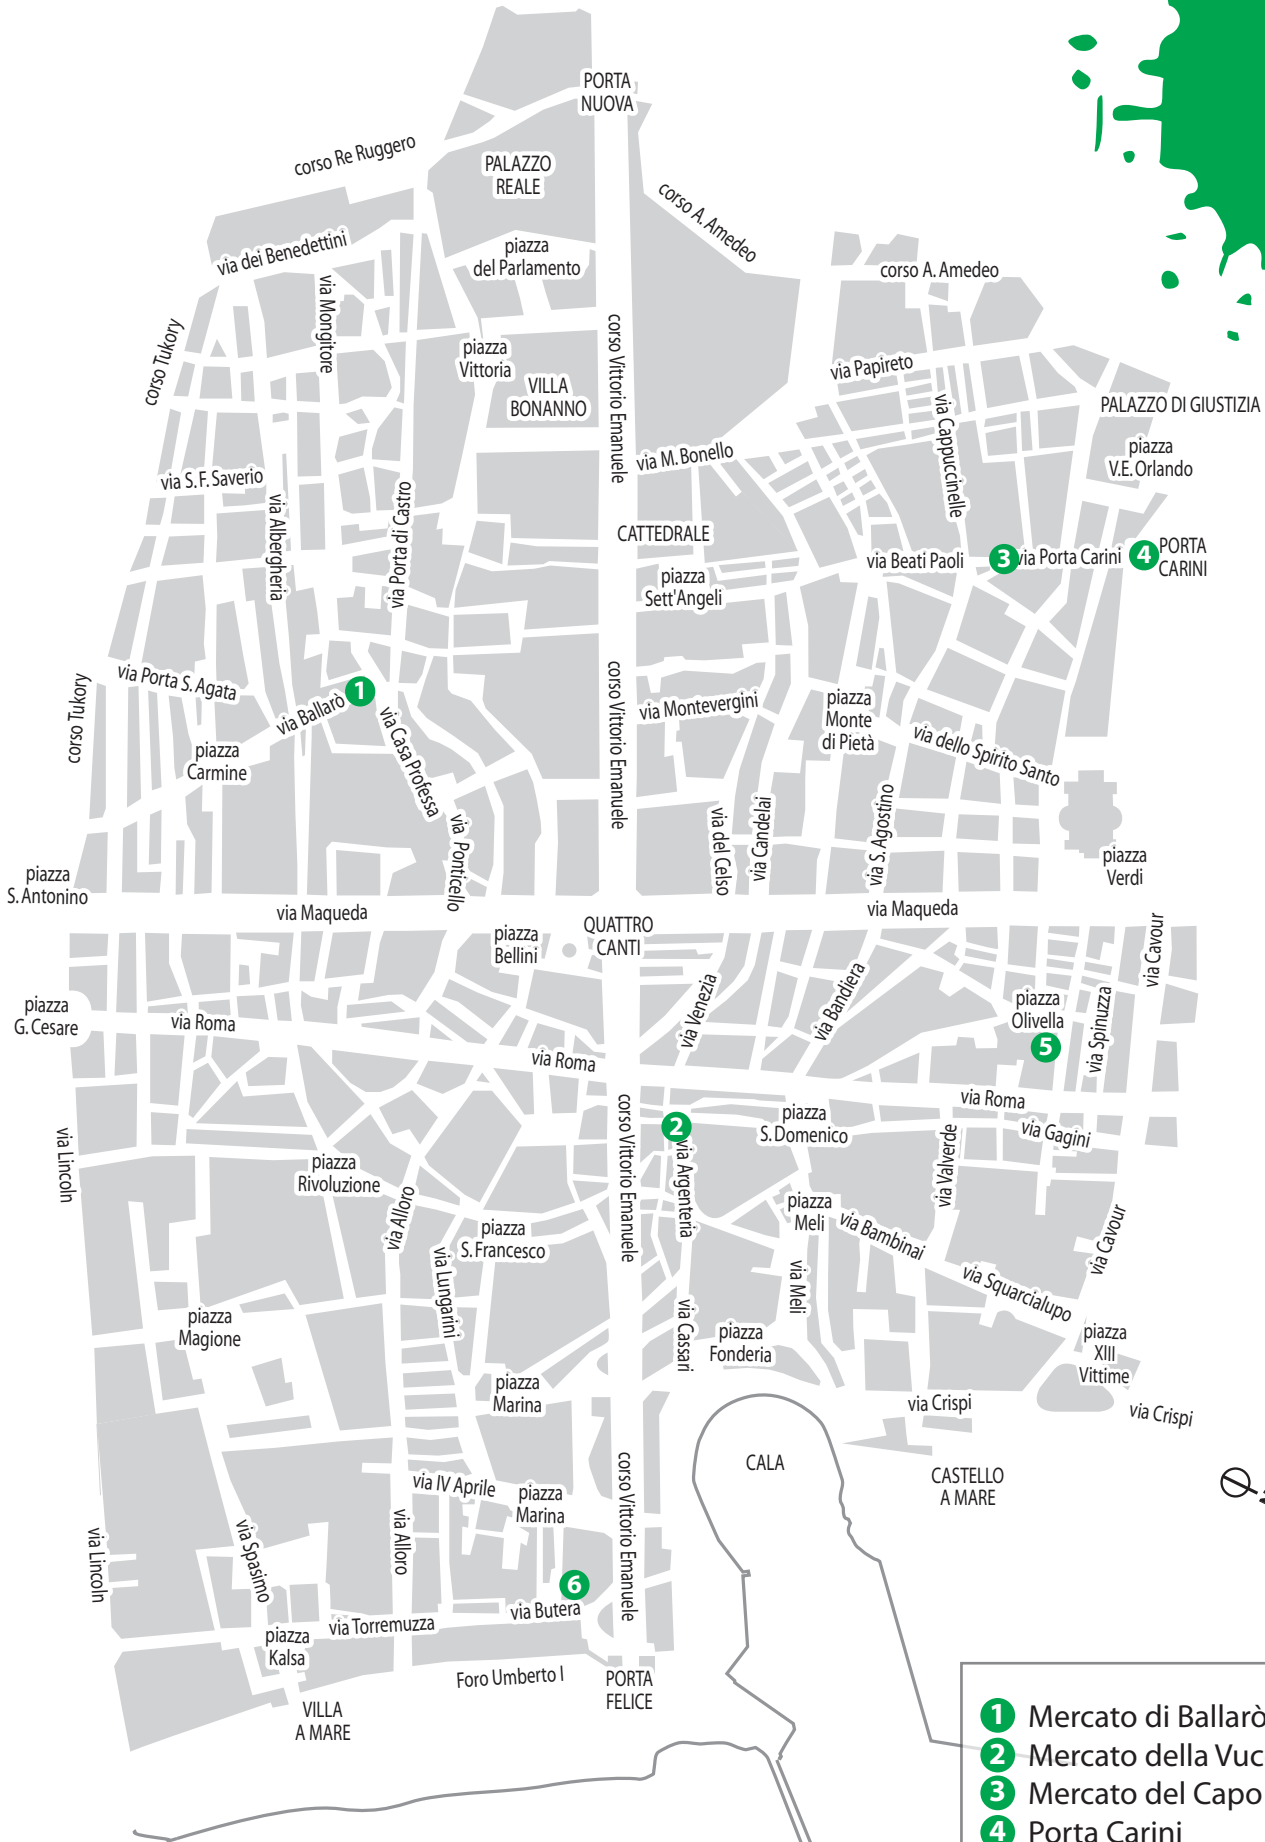 PORTA
NUOVA
corso Re Ruggero
PALAZZO
REALE
corso A. Amedeo
via dei Benedettini
piazza
del Parlamento
corso A. Amedeo
via Mongitore
corso Tukory
corso Vittorio Emanuele
piazza
Vittoria
via Papireto
VILLA
BONANNO
via Cappuccinelle
PALAZZO DI GIUSTIZIA
piazza
V.E. Orlando
via M. Bonello
via S.F. Saverio
via Albergheria
via Porta di Castro
CATTEDRALE
via Beati Paoli
3
via Porta Carini
4
PORTA
CARINI
piazza
Sett'Angeli
via Porta S. Agata
corso Tukory
1
via Ballarò
via Casa Professa
corso Vittorio Emanuele
via Montevergini
piazza
Monte
di Pietà
via dello Spirito Santo
piazza
Carmine
via Ponticello
via del Celso
via Candelai
via S. Agostino
piazza
Verdi
piazza
S. Antonino
via Maqueda
via Maqueda
QUATTRO
CANTI
piazza
Bellini
via Cavour
via Venezia
via Bandiera
piazza
Olivella
5
via Spinuzza
piazza
G. Cesare
via Roma
via Roma
via Roma
via Gagini
corso Vittorio Emanuele
2
piazza
S. Domenico
via Lincoln
via Argenteria
via Valverde
piazza
Rivoluzione
via Alloro
piazza
S. Francesco
piazza
Meli
via Bambinai
via Cavour
via Lungarini
via Meli
via Squarcialupo
piazza
Magione
via Cassari
piazza
Fonderia
piazza
XIII
Vittime
piazza
Marina
via Crispi
via Crispi
CALA
CASTELLO
A MARE
via IV Aprile
piazza
Marina
corso Vittorio Emanuele
via Lincoln
via Spasimo
via Alloro
6
via Butera
via Torremuzza
piazza
Kalsa
Foro Umberto I
PORTA
FELICE
VILLA
A MARE
1 Mercato di Ballarò
2 Mercato della Vuc
3 Mercato del Capo
4 Porta Carini